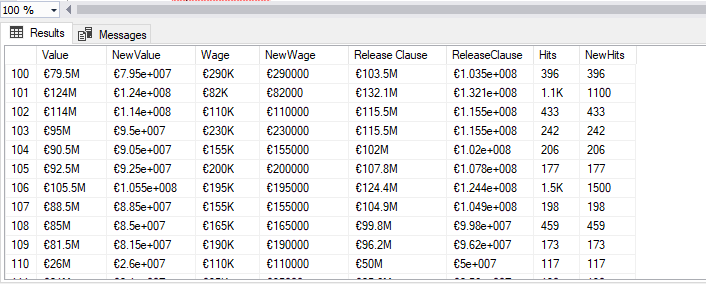 100 %
Results Messages
Value NewValue Wage NewWage Release Clause ReleaseClause Hits NewHits
100 €79.5M €7.95e+007 €290K €290000 €103.5M €1.035e+008 396 396
101 €124M €1.24e+008 €82K €82000 €132.1M €1.321e+008 1.1K 1100
102 €114M €1.14e+008 €110K €110000 €115.5M €1.155e+008 433 433
103 €95M €9.5e+007 €230K €230000 €115.5M €1.155e+008 242 242
104 €90.5M €9.05e+007 €155K €155000 €102M €1.02e+008 206 206
105 €92.5M €9.25e+007 €200K €200000 €107.8M €1.078e+008 177 177
106 €105.5M €1.055e+008 €195K €195000 €124.4M €1.244e+008 1.5K 1500
107 €88.5M €8.85e+007 €155K €155000 €104.9M €1.049e+008 198 198
108 €85M €8.5e+007 €165K €165000 €99.8M €9.98e+007 459 459
109 €81.5M €8.15e+007 €190K €190000 €96.2M €9.62e+007 173 173
110 €26M €2.6e+007 €110K €110000 €50M €5e+007 117 117